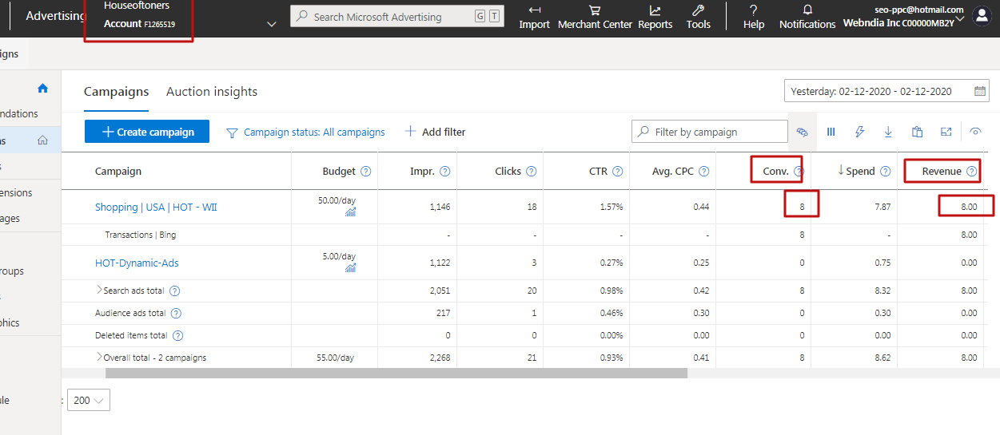 Houseoftoners
Advertising
Account F1265519
Search Microsoft Advertising G T
Import
Merchant Center
Reports
Tools
Help
Notifications
seo-ppc@hotmail.com
Webndia Inc C00000MB2Y
igns
ndations
ns
s
ensions
ages
roups
s
phics
ule
Campaigns Auction insights
Yesterday: 02-12-2020 - 02-12-2020
+ Create campaign Campaign status: All campaigns + Add filter Filter by campaign
Campaign Budget ? Impr. ? Clicks ? CTR ? Avg. CPC ? Conv. ? ↓Spend ? Revenue ?
Shopping | USA | HOT - WII 50.00/day 1,146 18 1.57% 0.44 8 7.87 8.00
Transactions | Bing - - - - 8 - 8.00
HOT-Dynamic-Ads 5.00/day 1,122 3 0.27% 0.25 0 0.75 0.00
Search ads total ? 2,051 20 0.98% 0.42 8 8.32 8.00
Audience ads total ? 217 1 0.46% 0.30 0 0.30 0.00
Deleted items total ? 0 0 0.00% 0.00 0 0.00 0.00
Overall total - 2 campaigns 55.00/day 2,268 21 0.93% 0.41 8 8.62 8.00
: 200